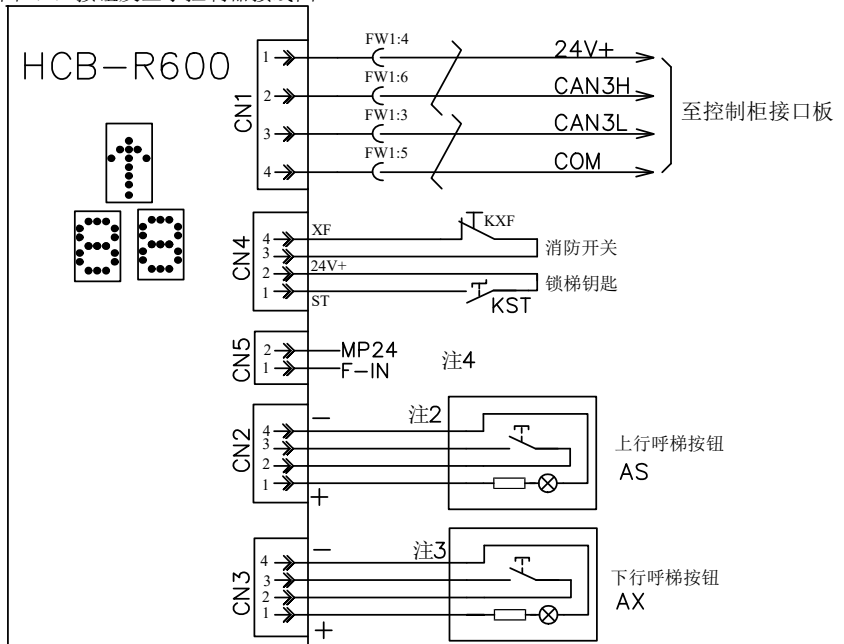 HCB-R600
CN1
1
FW1:4
24V+
2
FW1:6
CAN3H
3
FW1:3
CAN3L
4
FW1:5
COM
至控制柜接口板
CN4
4
XF
KXF
3
消防开关
2
24V+
锁梯钥匙
1
ST
KST
CN5
2
MP24
1
F-IN
注4
CN2
−
注2
4
3
2
1
+
上行呼梯按钮
AS
CN3
−
注3
4
3
2
1
+
下行呼梯按钮
AX